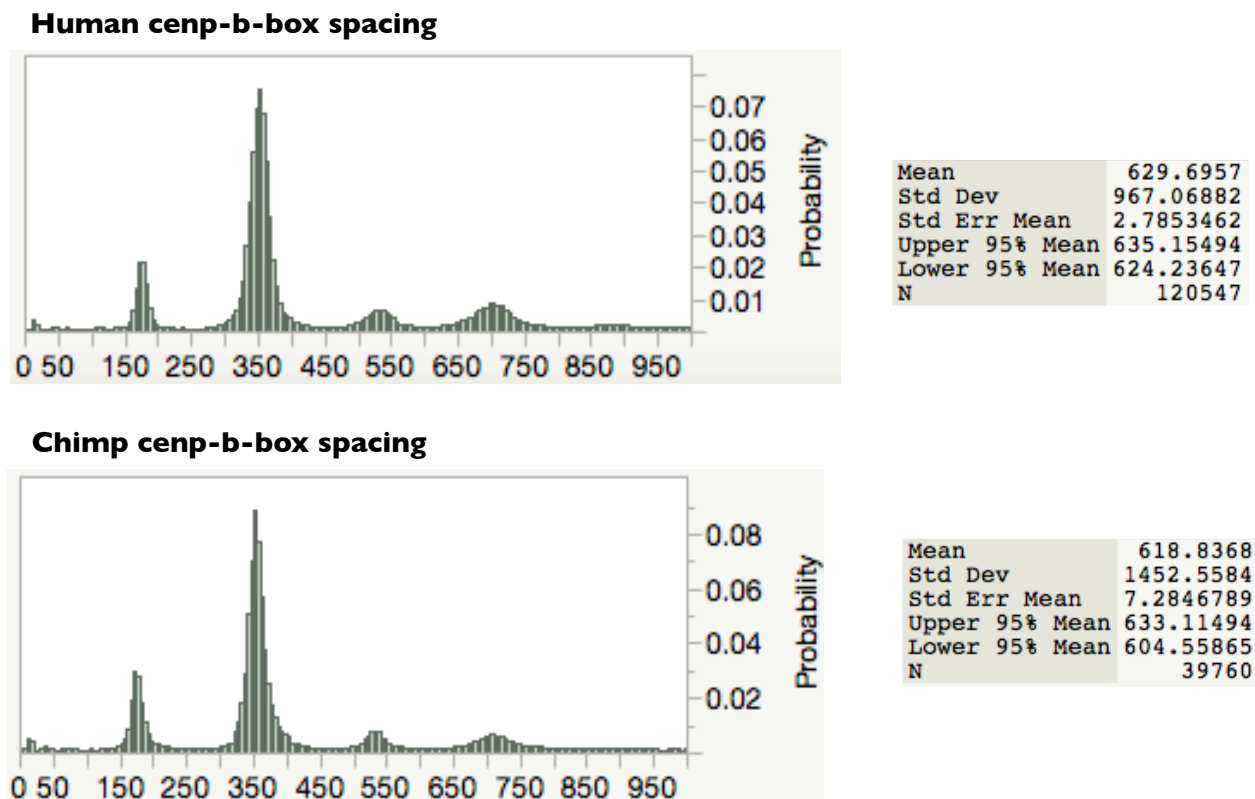 Human cenp-b-box spacing
0.07
0.06
0.05
0.04
0.03
0.02
0.01
Probability
0 50 150 250 350 450 550 650 750 850 950
Mean 629.6957
Std Dev 967.06882
Std Err Mean 2.7853462
Upper 95% Mean 635.15494
Lower 95% Mean 624.23647
N 120547
Chimp cenp-b-box spacing
0.08
0.06
0.04
0.02
Probability
0 50 150 250 350 450 550 650 750 850 950
Mean 618.8368
Std Dev 1452.5584
Std Err Mean 7.2846789
Upper 95% Mean 633.11494
Lower 95% Mean 604.55865
N 39760